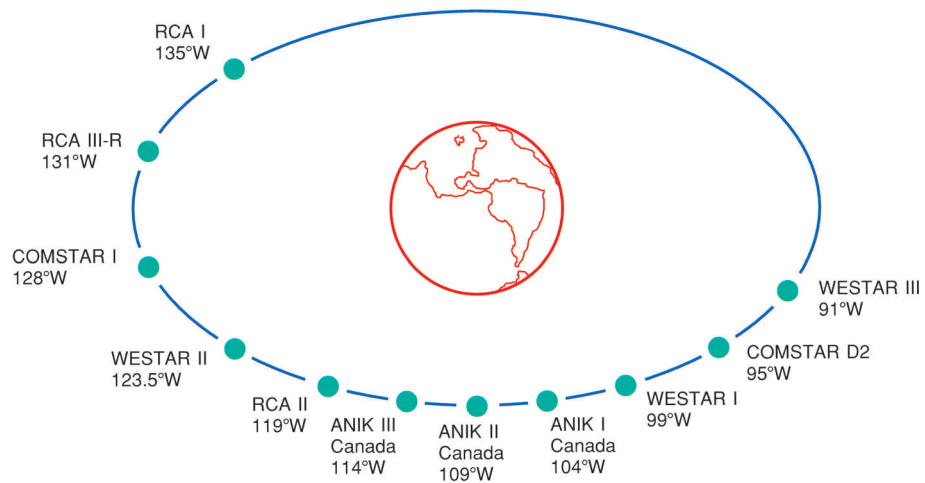 RCA I
135°W
RCA III-R
131°W
COMSTAR I
128°W
WESTAR II
123.5°W
RCA II
119°W
ANIK III
Canada
114°W
ANIK II
Canada
109°W
ANIK I
Canada
104°W
WESTAR I
99°W
COMSTAR D2
95°W
WESTAR III
91°W